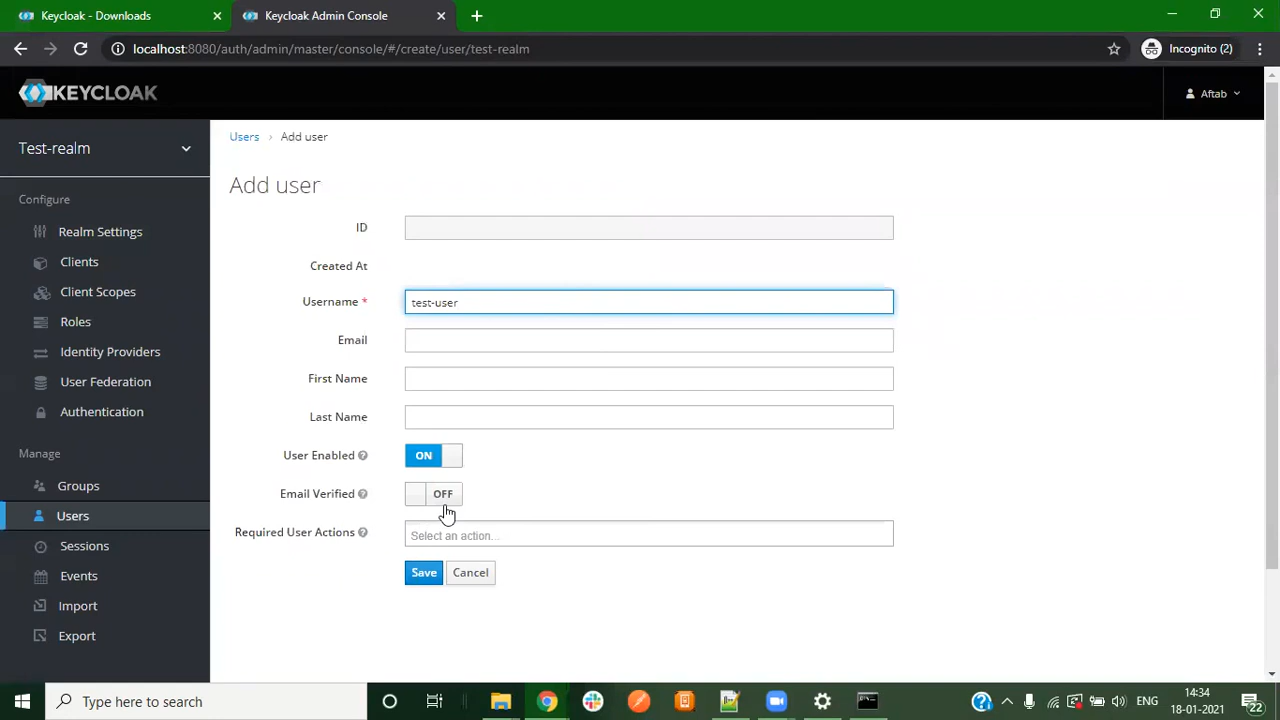 Keycloak - Downloads
Keycloak Admin Console
localhost:8080/auth/admin/master/console/#/create/user/test-realm
Incognito (2)
KEYCLOAK
Aftab
Test-realm
Configure
Realm Settings
Clients
Client Scopes
Roles
Identity Providers
User Federation
Authentication
Manage
Groups
Users
Sessions
Events
Import
Export
Users › Add user
Add user
ID
Created At
Username * test-user
Email
First Name
Last Name
User Enabled ON
Email Verified OFF
Required User Actions Select an action...
Save Cancel
Type here to search
ENG
14:34
18-01-2021
22